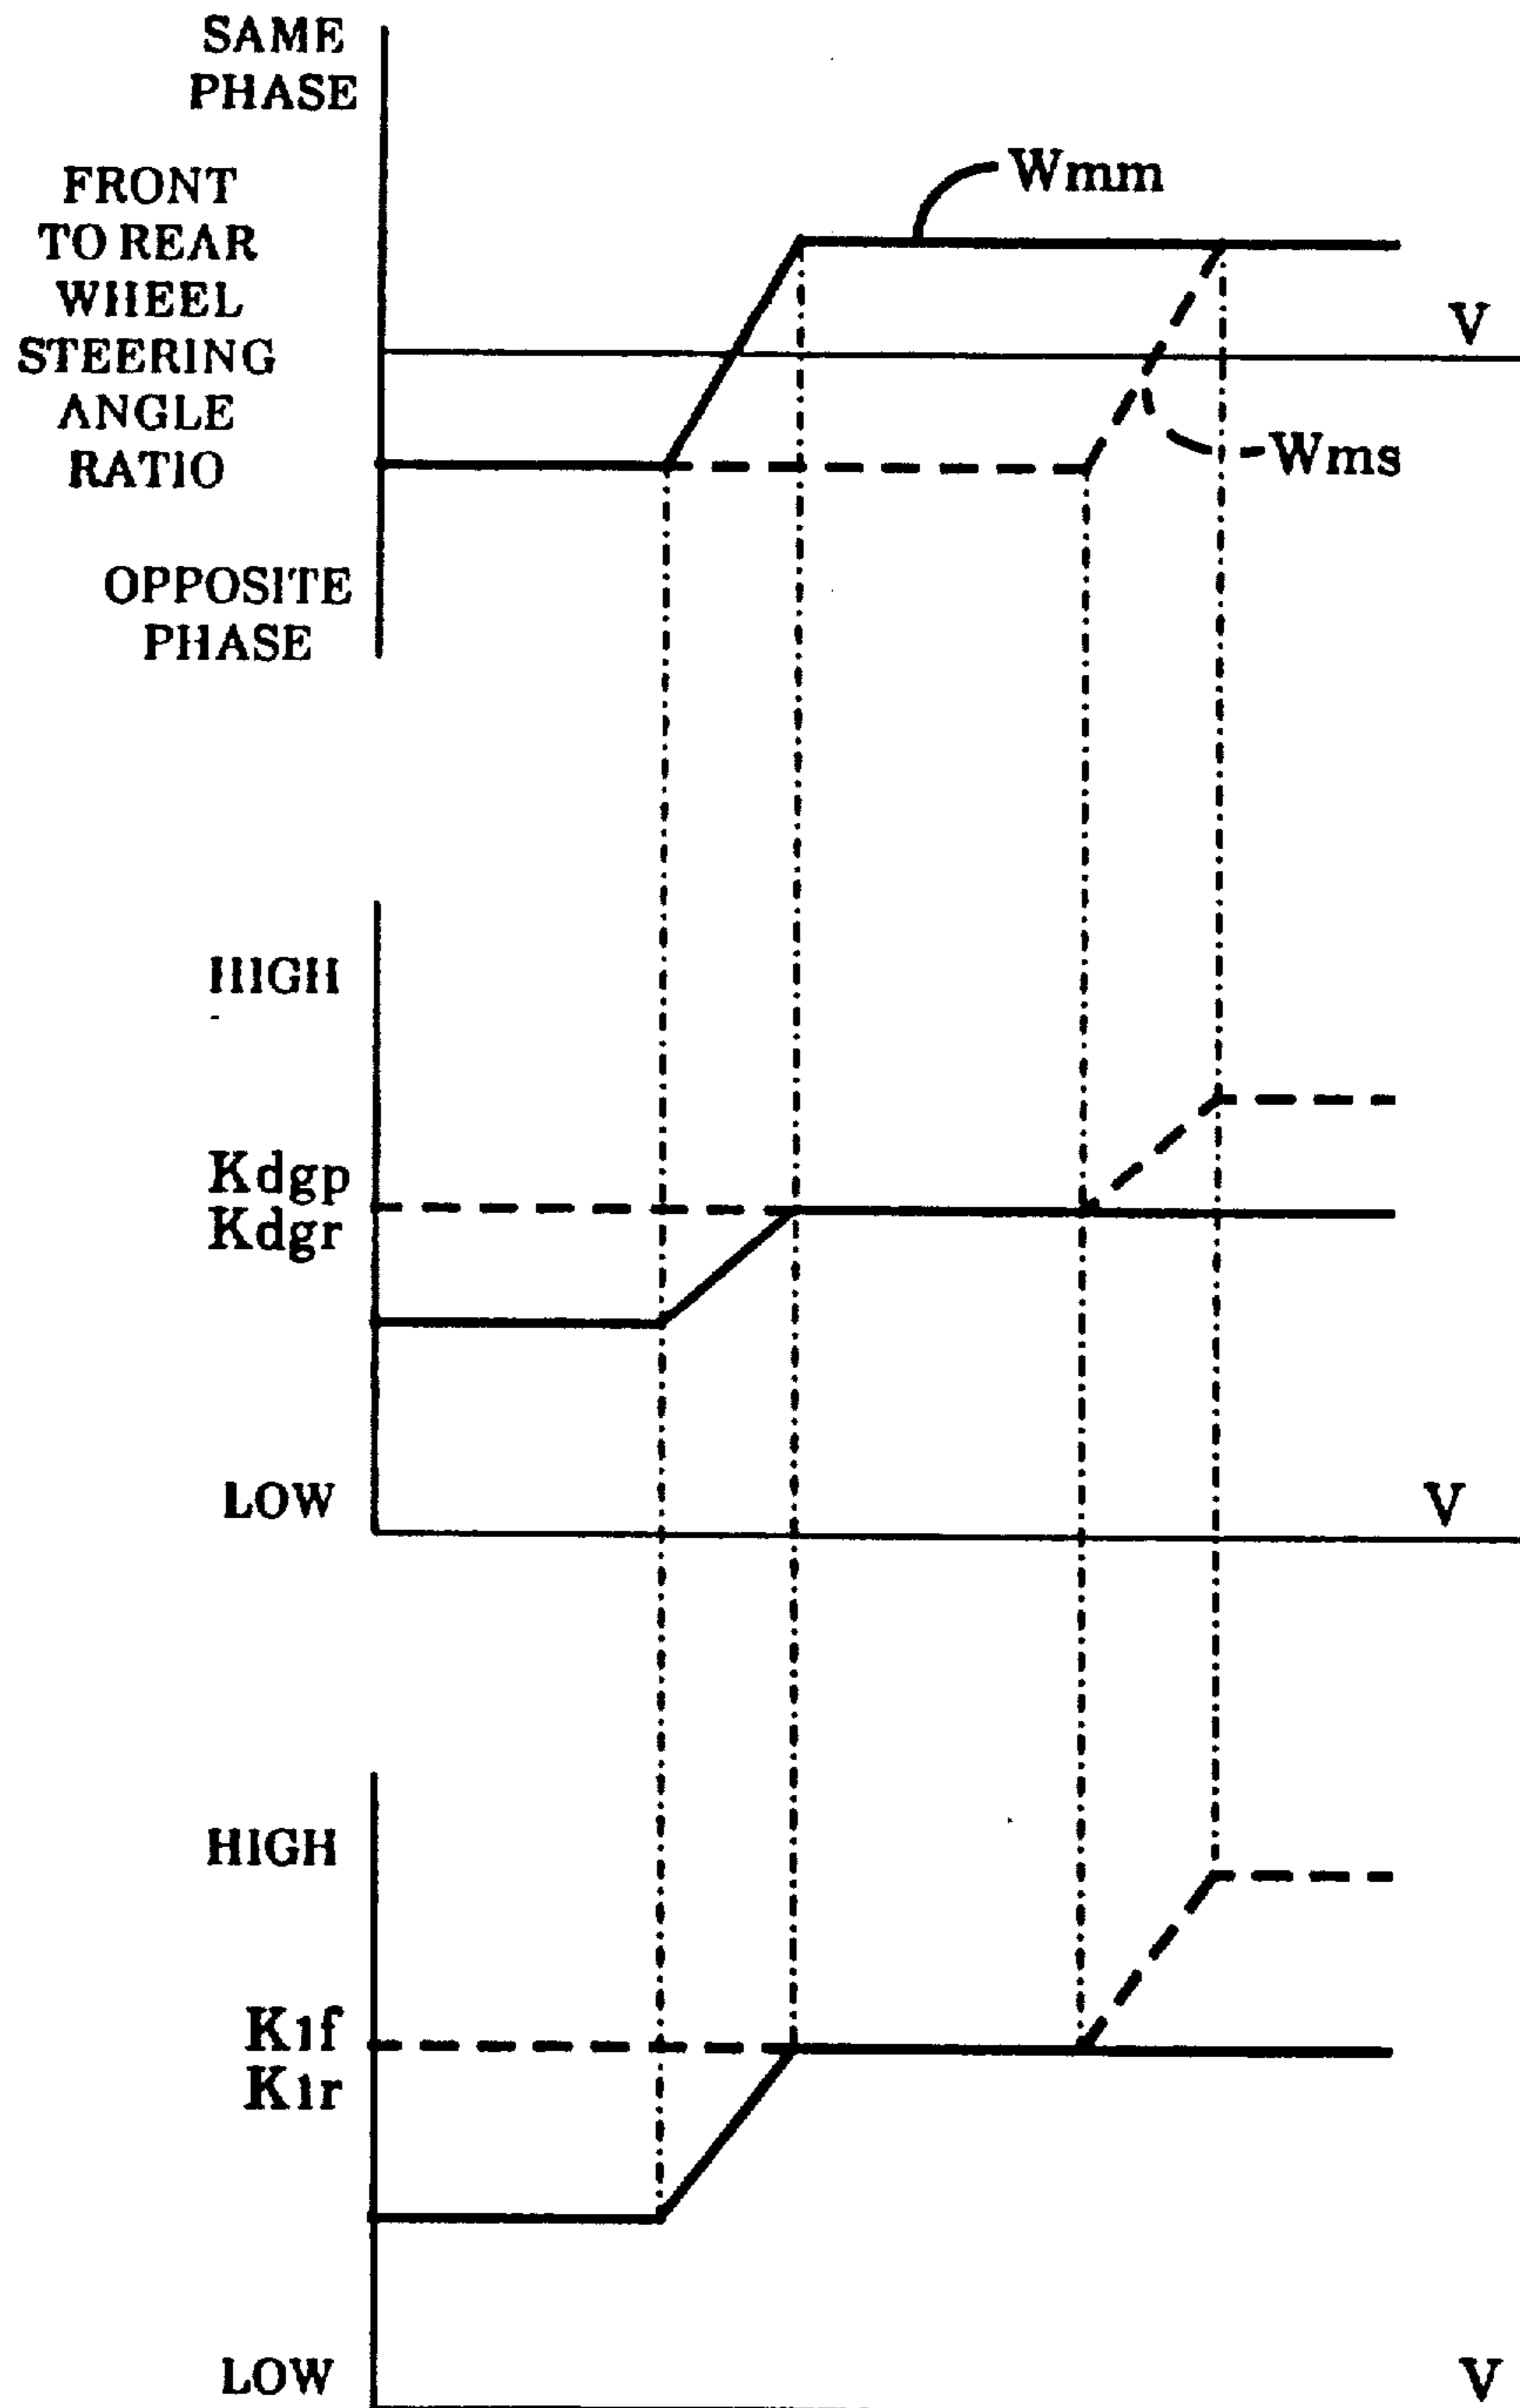 SAME
PHASE
Wmm
FRONT
TO REAR
WHEEL
STEERING
ANGLE
RATIO
V
Wms
OPPOSITE
PHASE
HIGH
Kdgp
Kdgr
LOW
V
HIGH
K1f
K1r
LOW
V